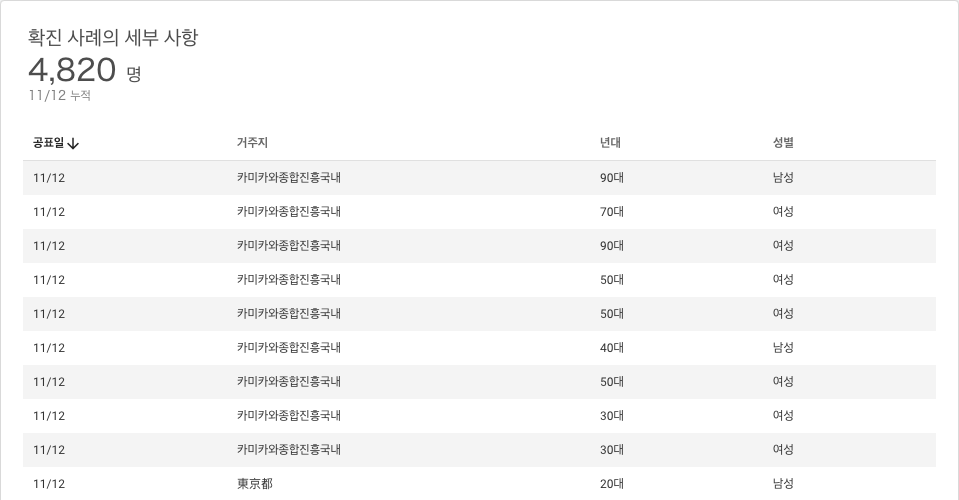 확진 사례의 세부 사항
4,820 명
11/12 누적
공표일 거주지 년대 성별
11/12 카미카와종합진흥국내 90대 남성
11/12 카미카와종합진흥국내 70대 여성
11/12 카미카와종합진흥국내 90대 여성
11/12 카미카와종합진흥국내 50대 여성
11/12 카미카와종합진흥국내 50대 여성
11/12 카미카와종합진흥국내 40대 남성
11/12 카미카와종합진흥국내 50대 여성
11/12 카미카와종합진흥국내 30대 여성
11/12 카미카와종합진흥국내 30대 여성
11/12 東京都 20대 남성